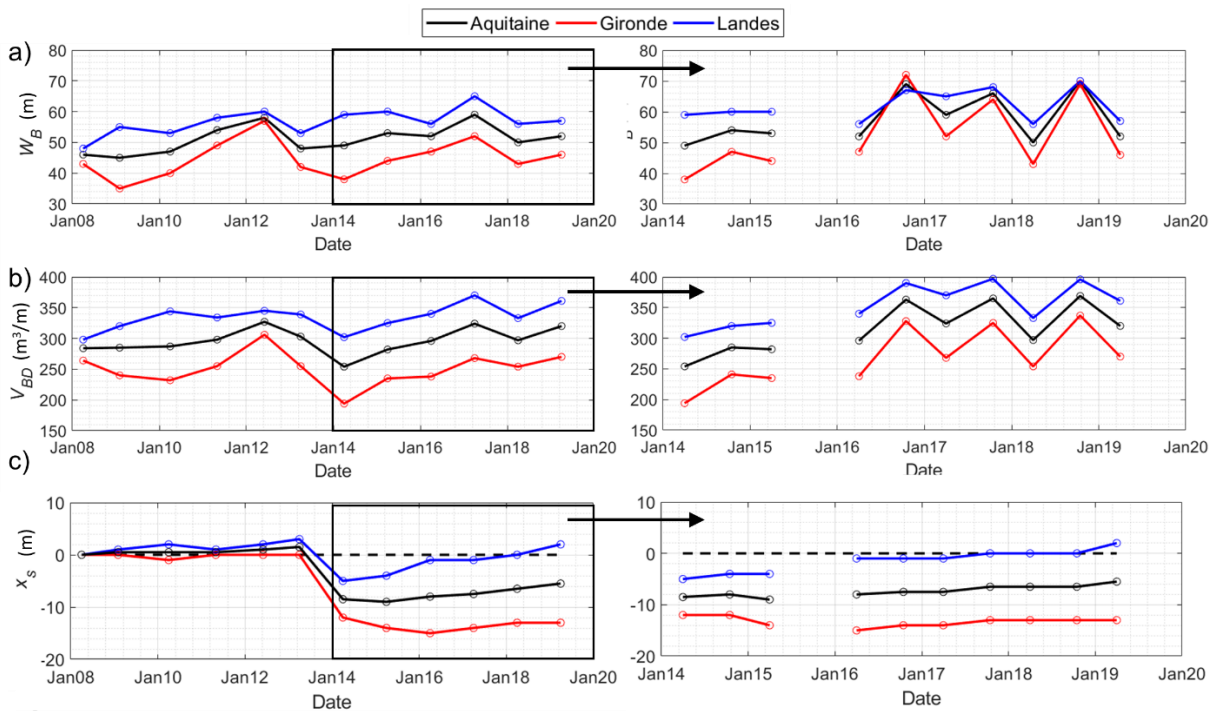 Aquitaine Gironde Landes
a)
80 70 60 50 40 30
W_B (m)
Jan08 Jan10 Jan12 Jan14 Jan16 Jan18 Jan20
Date
80 70 60 50 40 30
Jan14 Jan15 Jan16 Jan17 Jan18 Jan19 Jan20
Date
b)
400 350 300 250 200 150
V_BD (m³/m)
Jan08 Jan10 Jan12 Jan14 Jan16 Jan18 Jan20
Date
400 350 300 250 200 150
Jan14 Jan15 Jan16 Jan17 Jan18 Jan19 Jan20
c)
10 0 -10 -20
x_s (m)
Jan08 Jan10 Jan12 Jan14 Jan16 Jan18 Jan20
Date
10 0 -10 -20
Jan14 Jan15 Jan16 Jan17 Jan18 Jan19 Jan20
Date